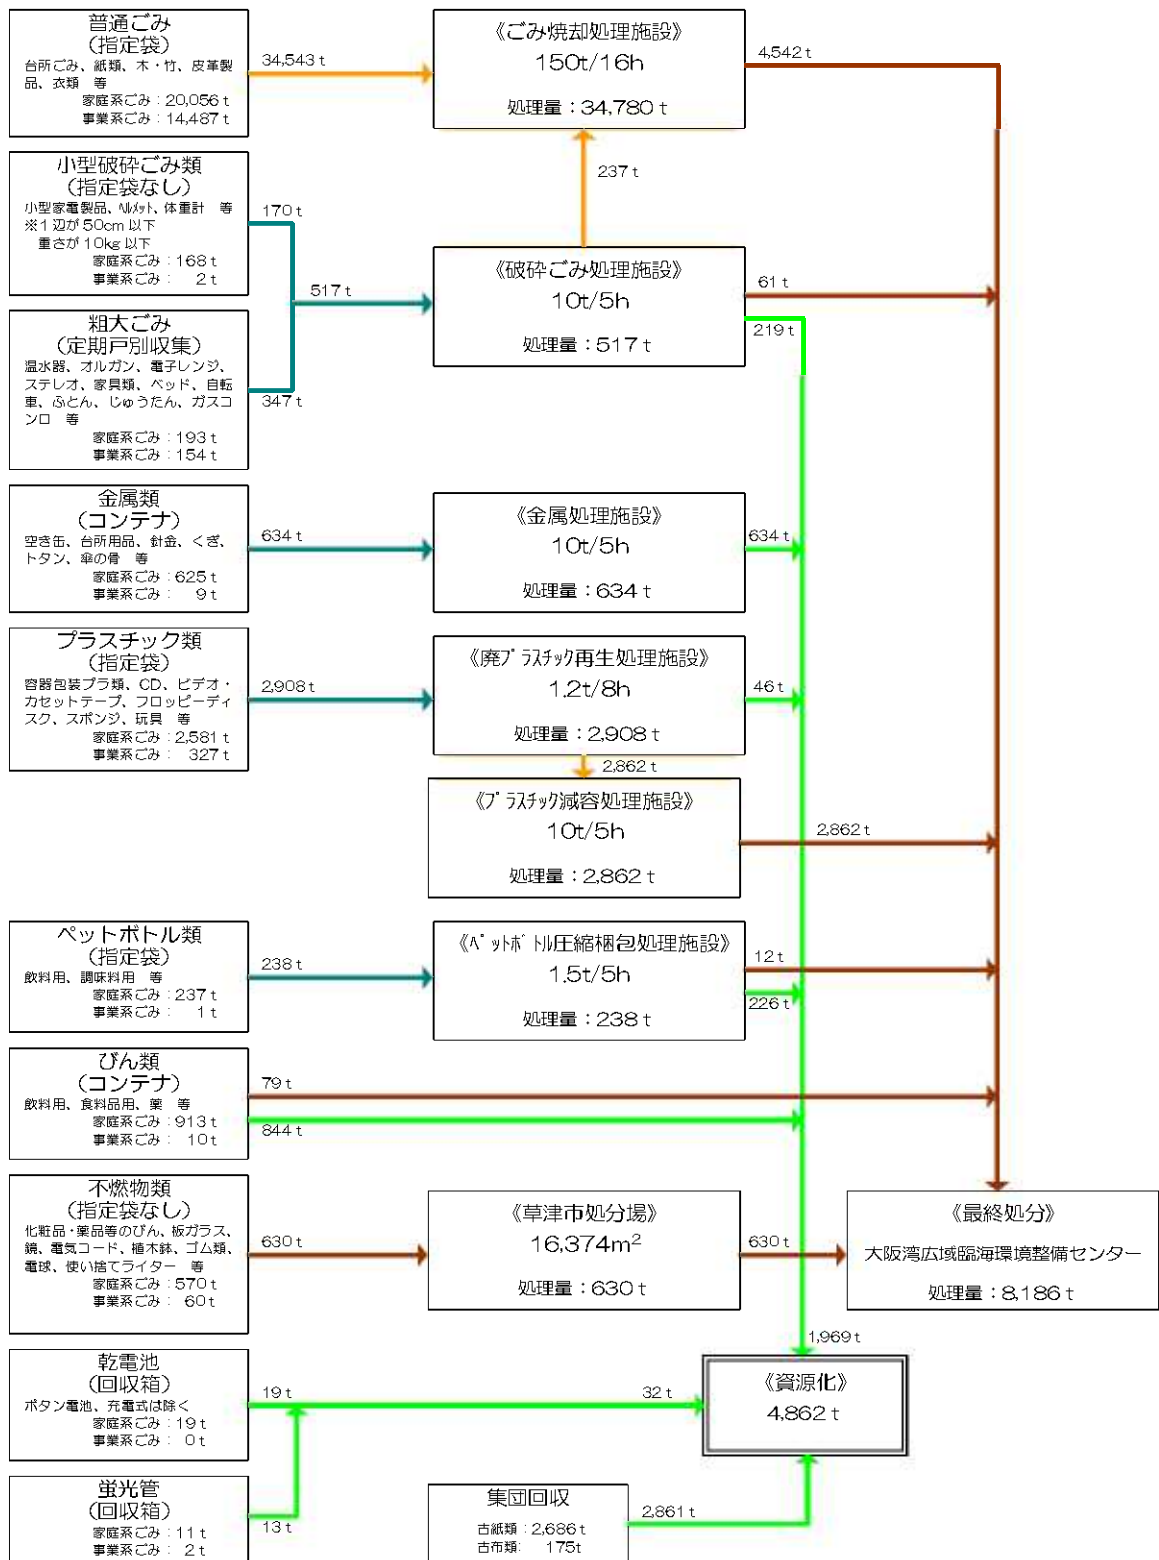 普通ごみ
(指定袋)
台所ごみ、紙類、木・竹、皮革製
品、衣類 等
家庭系ごみ：20,056ｔ
事業系ごみ：14,487ｔ
34,543ｔ
《ごみ焼却処理施設》
150t/16h
処理量：34,780ｔ
4,542ｔ
237ｔ
小型破砕ごみ類
(指定袋なし)
小型家電製品、ﾍﾙﾒｯﾄ、体重計 等
※１辺が50cm以下
重さが10kg以下
家庭系ごみ：168ｔ
事業系ごみ： 2ｔ
170ｔ
517ｔ
《破砕ごみ処理施設》
10t/5h
処理量：517ｔ
61ｔ
219ｔ
粗大ごみ
(定期戸別収集)
温水器、オルガン、電子レンジ、
ステレオ、家具類、ベッド、自転
車、ふとん、じゅうたん、ガスコ
ンロ 等
家庭系ごみ：193ｔ
事業系ごみ：154ｔ
347ｔ
金属類
(コンテナ)
空き缶、台所用品、針金、くぎ、
トタン、傘の骨 等
家庭系ごみ：625ｔ
事業系ごみ： 9ｔ
634ｔ
《金属処理施設》
10t/5h
処理量：634ｔ
634ｔ
プラスチック類
(指定袋)
容器包装プラ類、CD、ビデオ・
カセットテープ、フロッピーディ
スク、スポンジ、玩具 等
家庭系ごみ：2,581ｔ
事業系ごみ： 327ｔ
2,908ｔ
《廃ﾌﾟﾗｽﾁｯｸ再生処理施設》
1.2t/8h
処理量：2,908ｔ
46ｔ
2,862ｔ
《ﾌﾟﾗｽﾁｯｸ減容処理施設》
10t/5h
処理量：2,862ｔ
2,862ｔ
ペットボトル類
(指定袋)
飲料用、調味料用 等
家庭系ごみ：237ｔ
事業系ごみ： 1ｔ
238ｔ
《ﾍﾟｯﾄﾎﾞﾄﾙ圧縮梱包処理施設》
1.5t/5h
処理量：238ｔ
12ｔ
226ｔ
びん類
(コンテナ)
飲料用、食料品用、薬 等
家庭系ごみ：913ｔ
事業系ごみ： 10ｔ
79ｔ
844ｔ
不燃物類
(指定袋なし)
化粧品・薬品等のびん、板ガラス、
鏡、電気コード、植木鉢、ゴム類、
電球、使い捨てライター 等
家庭系ごみ：570ｔ
事業系ごみ： 60ｔ
630ｔ
《草津市処分場》
16,374m²
処理量：630ｔ
630ｔ
《最終処分》
大阪湾広域臨海環境整備センター
処理量：8,186ｔ
1,969ｔ
乾電池
(回収箱)
ボタン電池、充電式は除く
家庭系ごみ：19ｔ
事業系ごみ： 0ｔ
19ｔ
32ｔ
《資源化》
4,862ｔ
蛍光管
(回収箱)
家庭系ごみ：11ｔ
事業系ごみ： 2ｔ
13ｔ
集団回収
古紙類：2,686ｔ
古布類： 175t
2,861ｔ